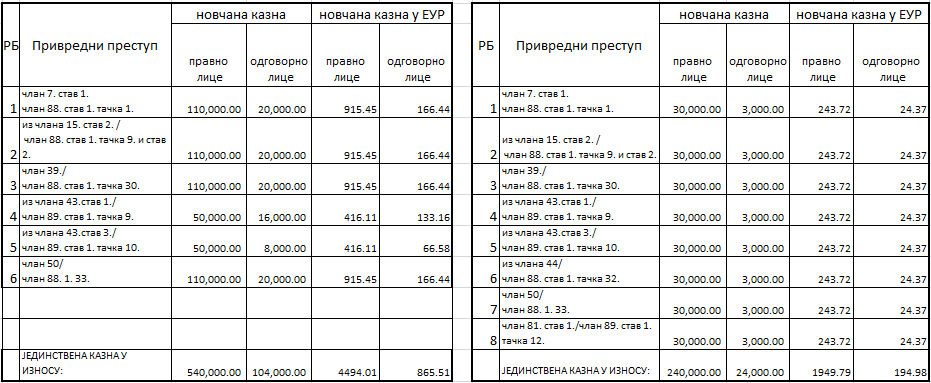 РБ Привредни преступ новчана казна новчана казна у ЕУР
правно лице одговорно лице правно лице одговорно лице
1 члан 7. став 1.
члан 88. став 1. тачка 1. 110,000.00 20,000.00 915.45 166.44
из члана 15. став 2. /
члан 88. став 1. тачка 9. и став
2 2. 110,000.00 20,000.00 915.45 166.44
члан 39./
3 члан 88. став 1. тачка 30. 110,000.00 20,000.00 915.45 166.44
из члана 43.став 1./
4 члан 89. став 1. тачка 9. 50,000.00 16,000.00 416.11 133.16
из члана 43.став 3./
5 члан 89. став 1. тачка 10. 50,000.00 8,000.00 416.11 66.58
члан 50/
6 члан 88. 1. 33. 110,000.00 20,000.00 915.45 166.44
ЈЕДИНСТВЕНА КАЗНА У
ИЗНОСУ: 540,000.00 104,000.00 4494.01 865.51
РБ Привредни преступ новчана казна новчана казна у ЕУР
правно лице одговорно лице правно лице одговорно лице
члан 7. став 1.
1 члан 88. став 1. тачка 1. 30,000.00 3,000.00 243.72 24.37
из члана 15. став 2. /
2 члан 88. став 1. тачка 9. и став 2. 30,000.00 3,000.00 243.72 24.37
члан 39./
3 члан 88. став 1. тачка 30. 30,000.00 3,000.00 243.72 24.37
из члана 43.став 1./
4 члан 89. став 1. тачка 9. 30,000.00 3,000.00 243.72 24.37
из члана 43.став 3./
5 члан 89. став 1. тачка 10. 30,000.00 3,000.00 243.72 24.37
из члана 44/
6 члан 88. став 1. тачка 32. 30,000.00 3,000.00 243.72 24.37
члан 50/
7 члан 88. 1. 33. 30,000.00 3,000.00 243.72 24.37
члан 81. став 1./члан 89. став 1.
8 тачка 12. 30,000.00 3,000.00 243.72 24.37
ЈЕДИНСТВЕНА КАЗНА У ИЗНОСУ: 240,000.00 24,000.00 1949.79 194.98